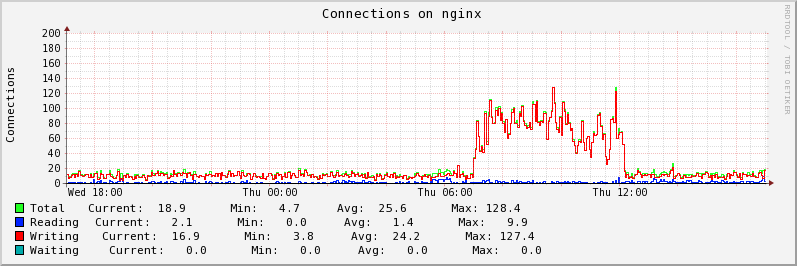 Connections on nginx
RRDTOOL / TOBI OETIKER
Connections
200
180
160
140
120
100
80
60
40
20
0
Wed 18:00 Thu 00:00 Thu 06:00 Thu 12:00
Total Current: 18.9 Min: 4.7 Avg: 25.6 Max: 128.4
Reading Current: 2.1 Min: 0.0 Avg: 1.4 Max: 9.9
Writing Current: 16.9 Min: 3.8 Avg: 24.2 Max: 127.4
Waiting Current: 0.0 Min: 0.0 Avg: 0.0 Max: 0.0